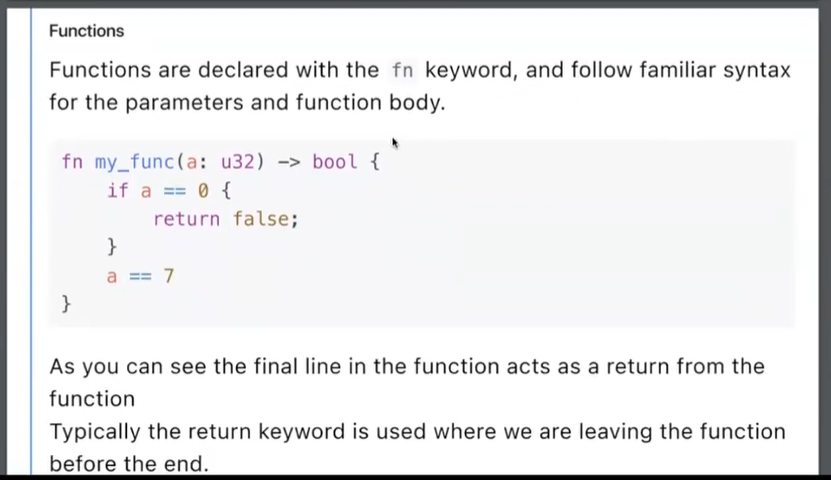 Functions
Functions are declared with the fn keyword, and follow familiar syntax
for the parameters and function body.
fn my_func(a: u32) -> bool {
    if a == 0 {
        return false;
    }
    a == 7
}
As you can see the final line in the function acts as a return from the
function
Typically the return keyword is used where we are leaving the function
before the end.